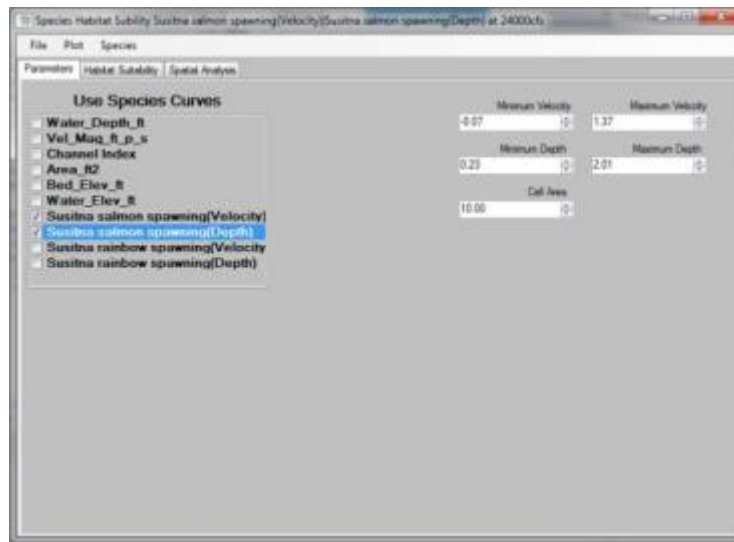 Species Habitat Subility Susitna salmon spawning(Velocity)(Susitna salmon spawning(Depth) at 24000cfs
File Plot Species
Parameters Habitat Sutability Spatial Analysis
Use Species Curves
Minimum Velocity Maximum Velocity
Water_Depth_ft
-0.07 1.37
Vel_Mag_ft_p_s
Channel Index
Minimum Depth Maximum Depth
Area_ft2
0.23 2.01
Bed_Elev_ft
Water_Elev_ft
Cell Area
Susitna salmon spawning(Velocity)
10.00
Susitna salmon spawning(Depth)
Susitna rainbow spawning(Velocity
Susitna rainbow spawning(Depth)